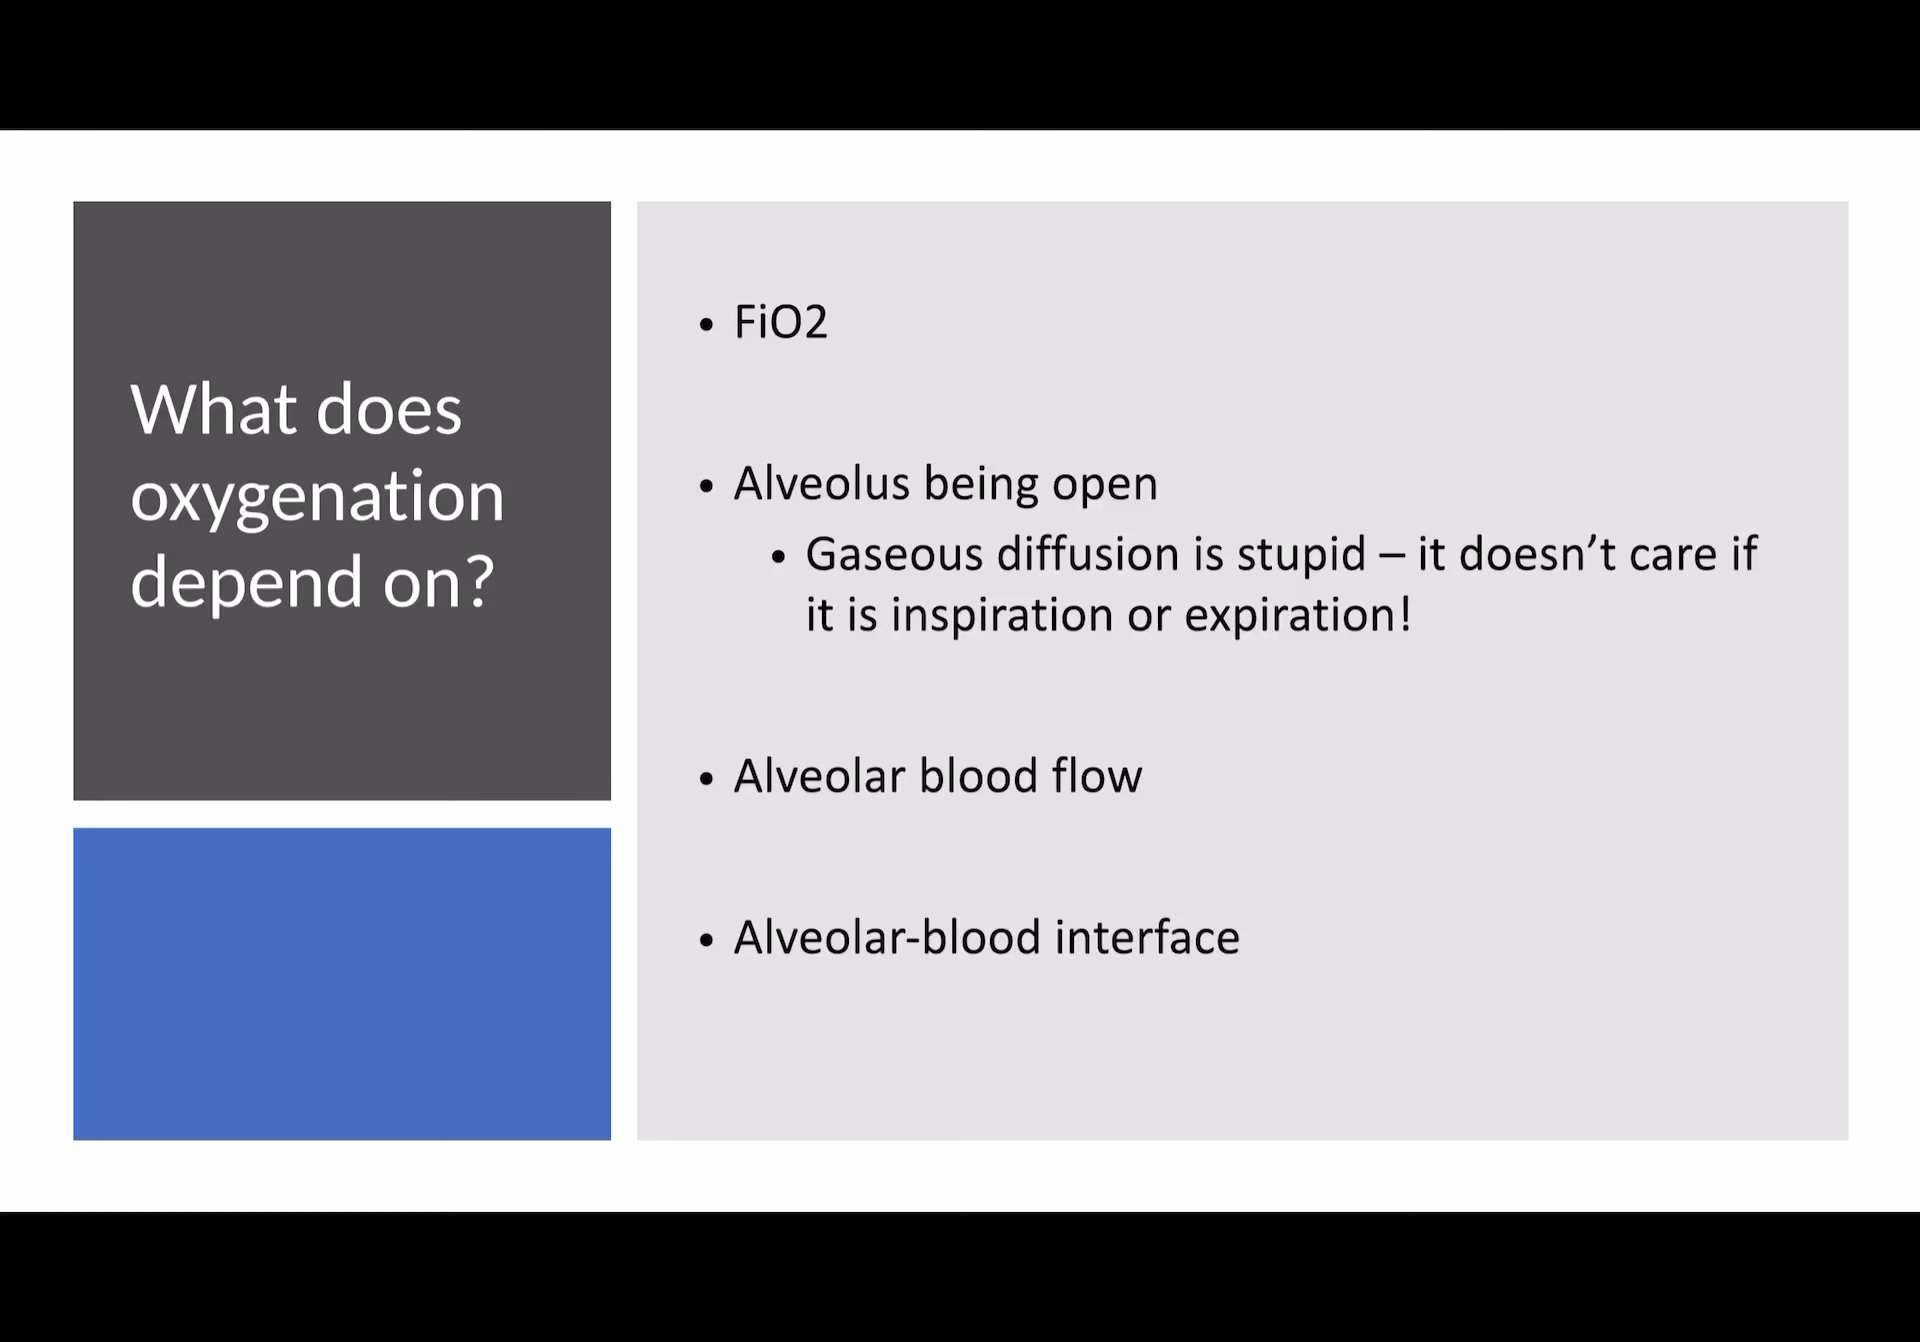 What does
oxygenation
depend on?
• FiO2
• Alveolus being open
• Gaseous diffusion is stupid – it doesn’t care if
it is inspiration or expiration!
• Alveolar blood flow
• Alveolar-blood interface